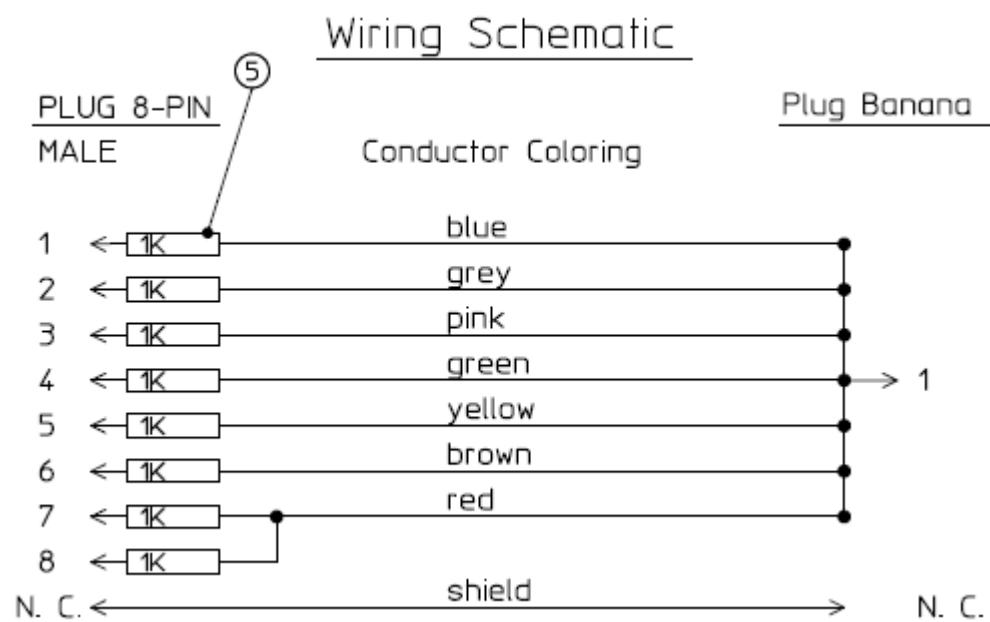 Wiring Schematic
5
PLUG 8-PIN
Plug Banana
MALE
Conductor Coloring
1 1K blue
2 1K grey
3 1K pink
4 1K green 1
5 1K yellow
6 1K brown
7 1K red
8 1K
N. C. shield N. C.